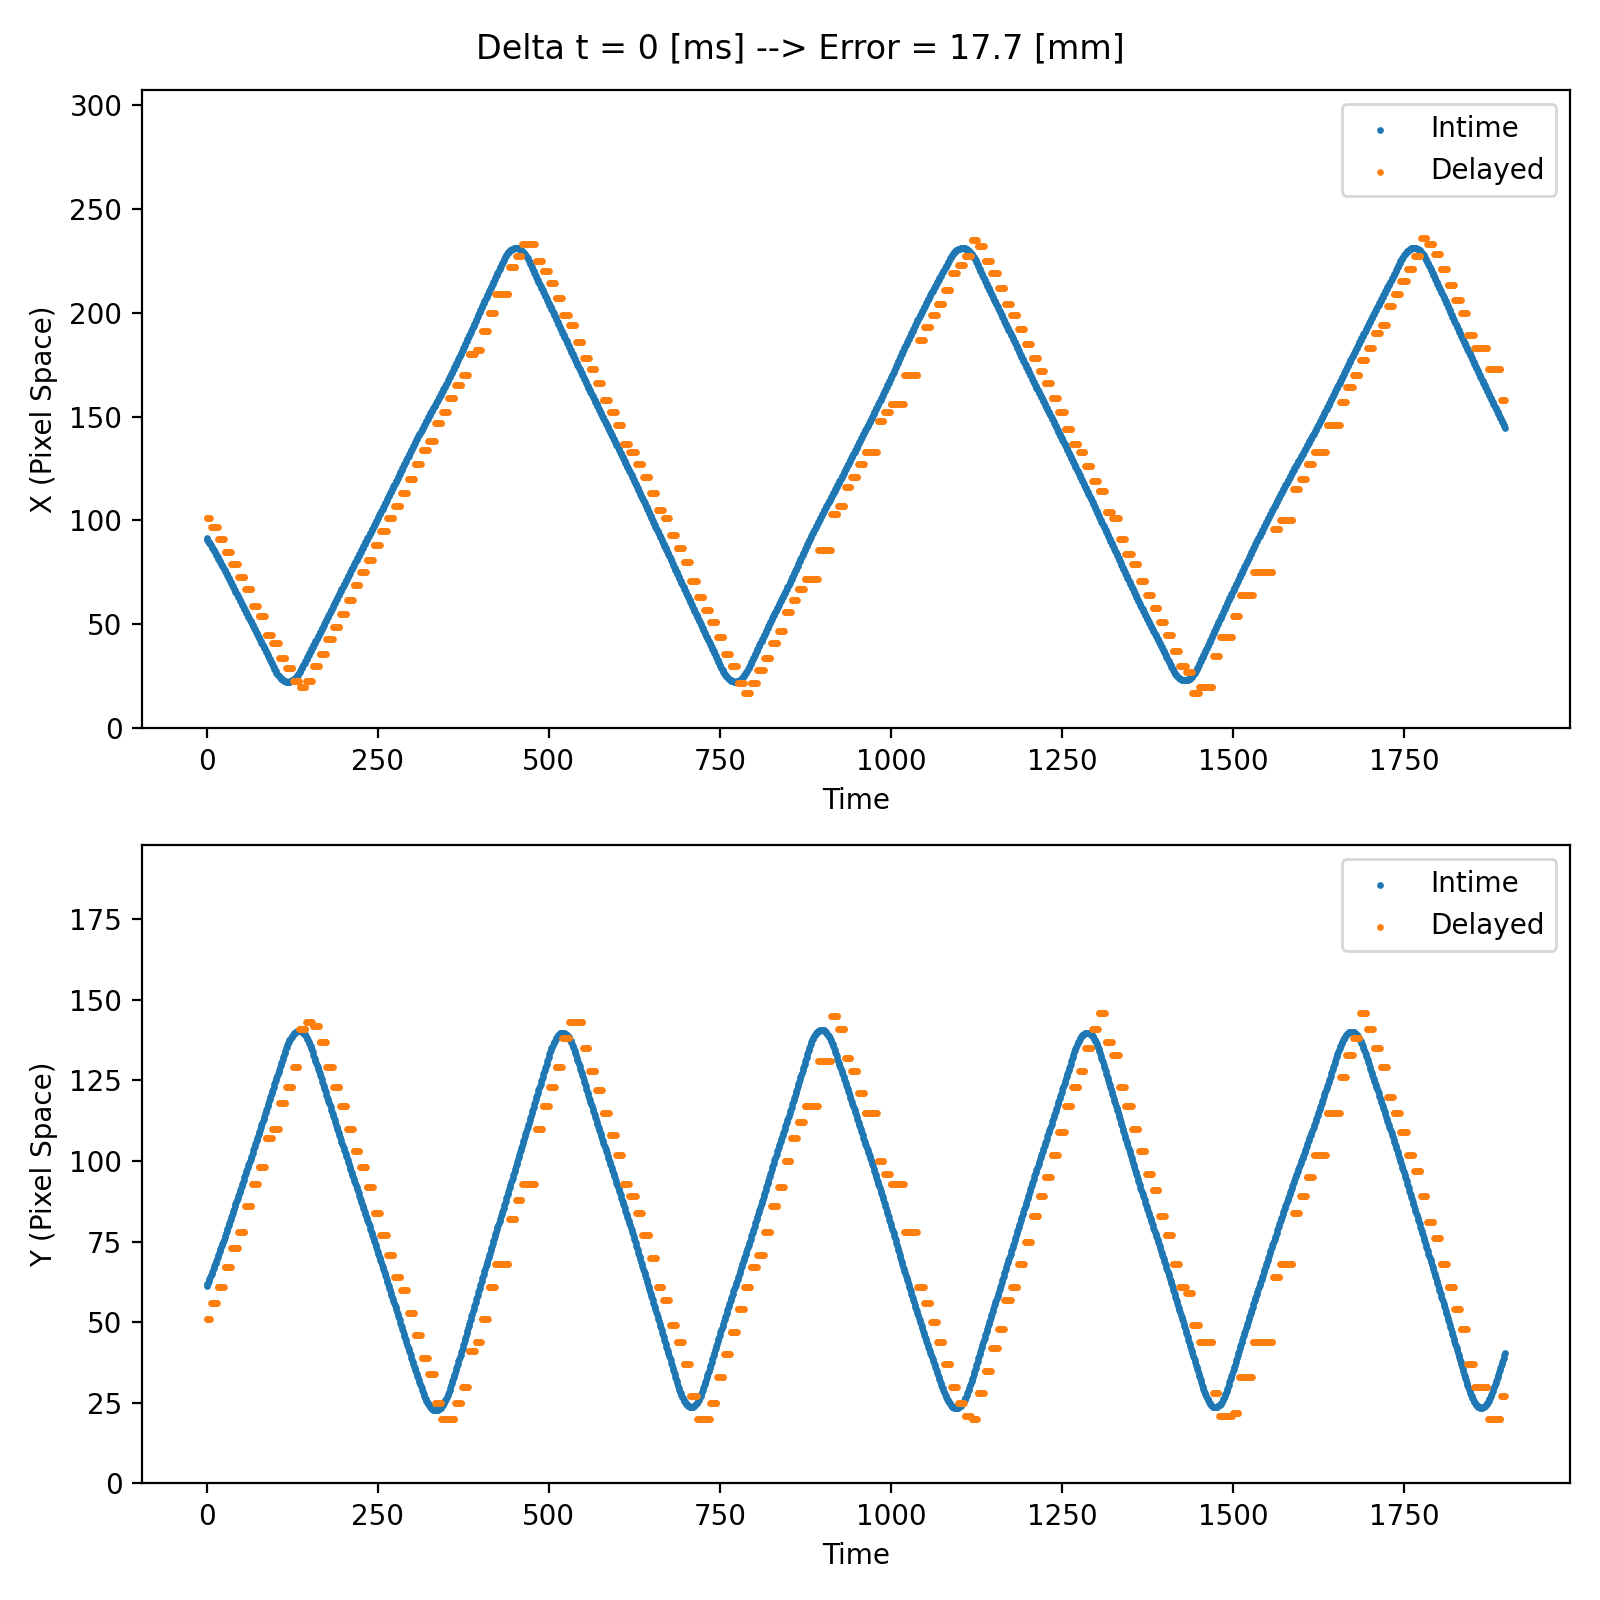 Delta t = 0 [ms] --> Error = 17.7 [mm]
300
250
200
150
100
50
0
X (Pixel Space)
Intime
Delayed
0 250 500 750 1000 1250 1500 1750
Time
175
150
125
100
75
50
25
0
Y (Pixel Space)
Intime
Delayed
0 250 500 750 1000 1250 1500 1750
Time